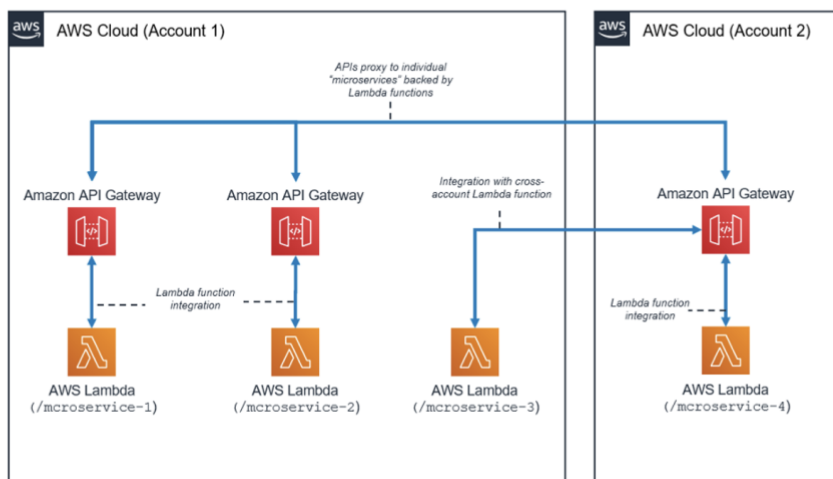 aws
AWS Cloud (Account 1)
aws
AWS Cloud (Account 2)
APIs proxy to individual
“microservices” backed by
Lambda functions
Amazon API Gateway
Amazon API Gateway
Integration with cross-
account Lambda function
Amazon API Gateway
Lambda function
integration
Lambda function
integration
AWS Lambda
(/mcroservice-1)
AWS Lambda
(/mcroservice-2)
AWS Lambda
(/mcroservice-3)
AWS Lambda
(/mcroservice-4)